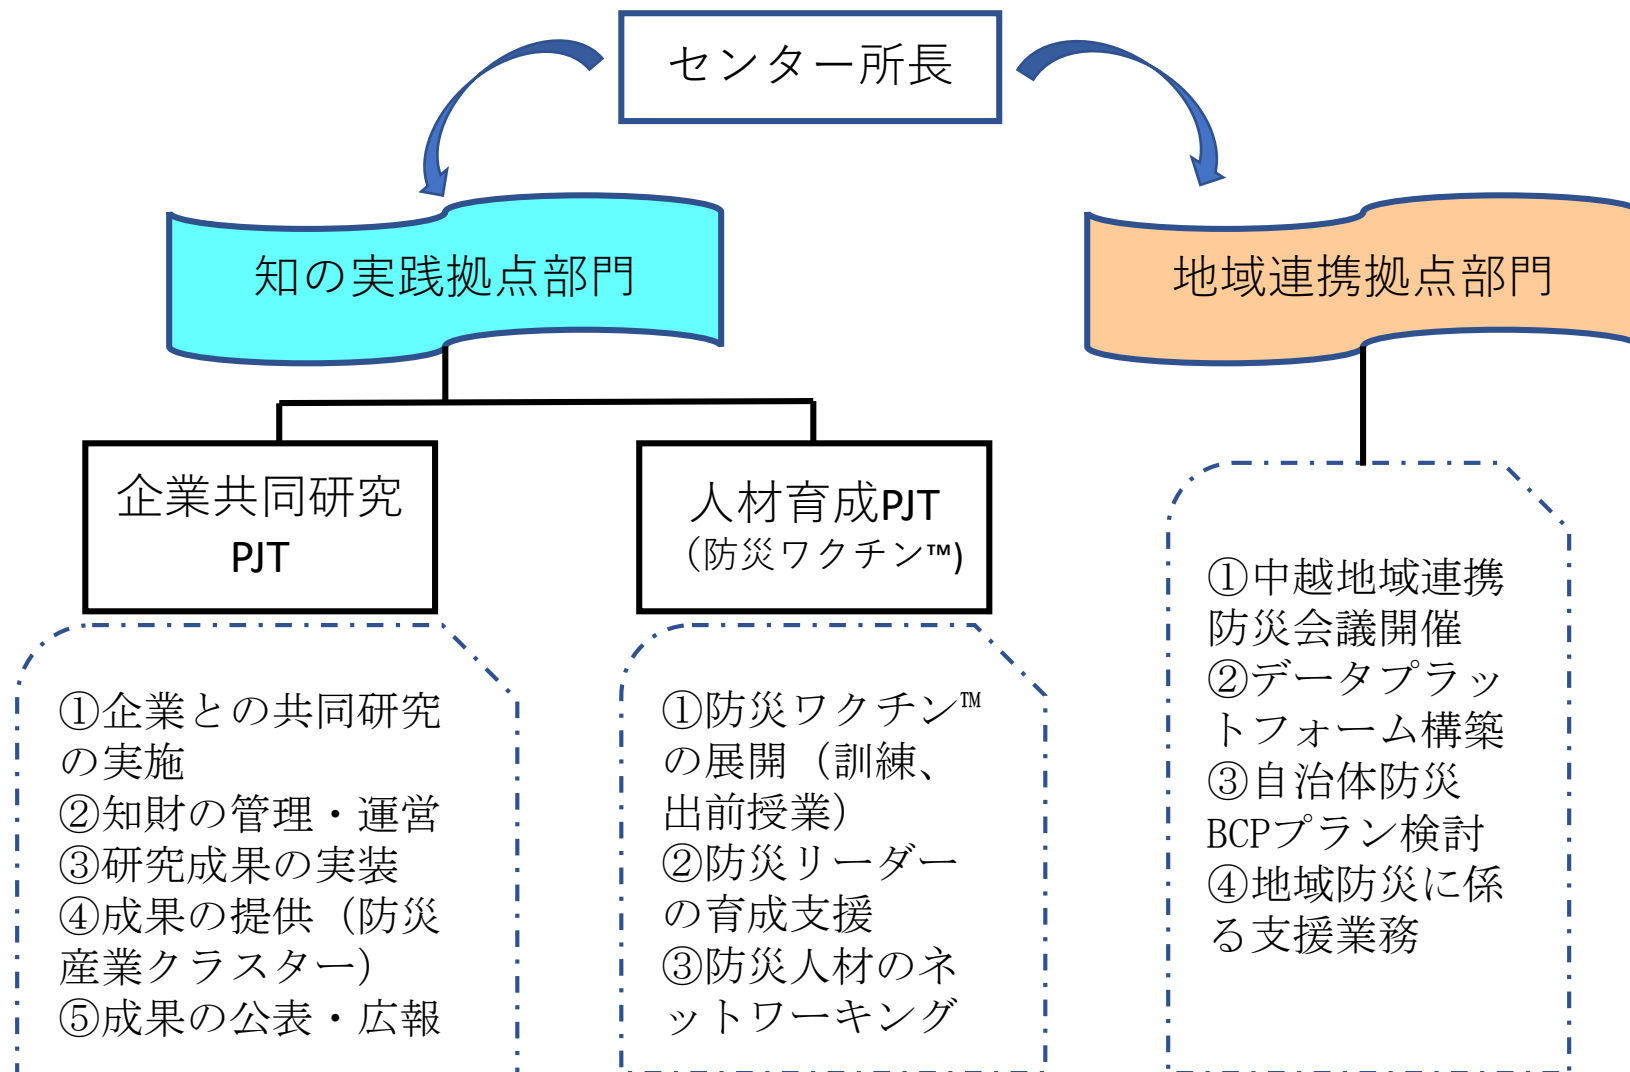 センター所長
知の実践拠点部門
地域連携拠点部門
企業共同研究
PJT
人材育成PJT
（防災ワクチン™)
①企業との共同研究
の実施
②知財の管理・運営
③研究成果の実装
④成果の提供（防災
産業クラスター）
⑤成果の公表・広報
①防災ワクチン™
の展開（訓練、
出前授業）
②防災リーダー
の育成支援
③防災人材のネ
ットワーキング
①中越地域連携
防災会議開催
②データプラッ
トフォーム構築
③自治体防災
BCPプラン検討
④地域防災に係
る支援業務